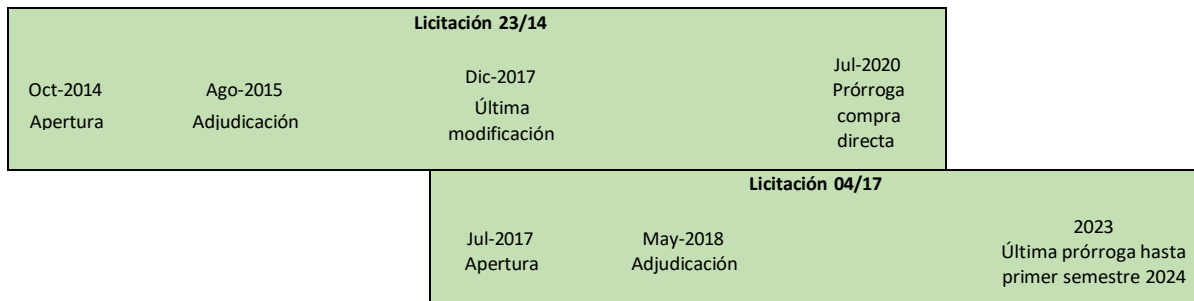 Licitación 23/14
Oct-2014
Apertura
Ago-2015
Adjudicación
Dic-2017
Última
modificación
Jul-2020
Prórroga
compra
directa
Licitación 04/17
Jul-2017
Apertura
May-2018
Adjudicación
2023
Última prórroga hasta
primer semestre 2024